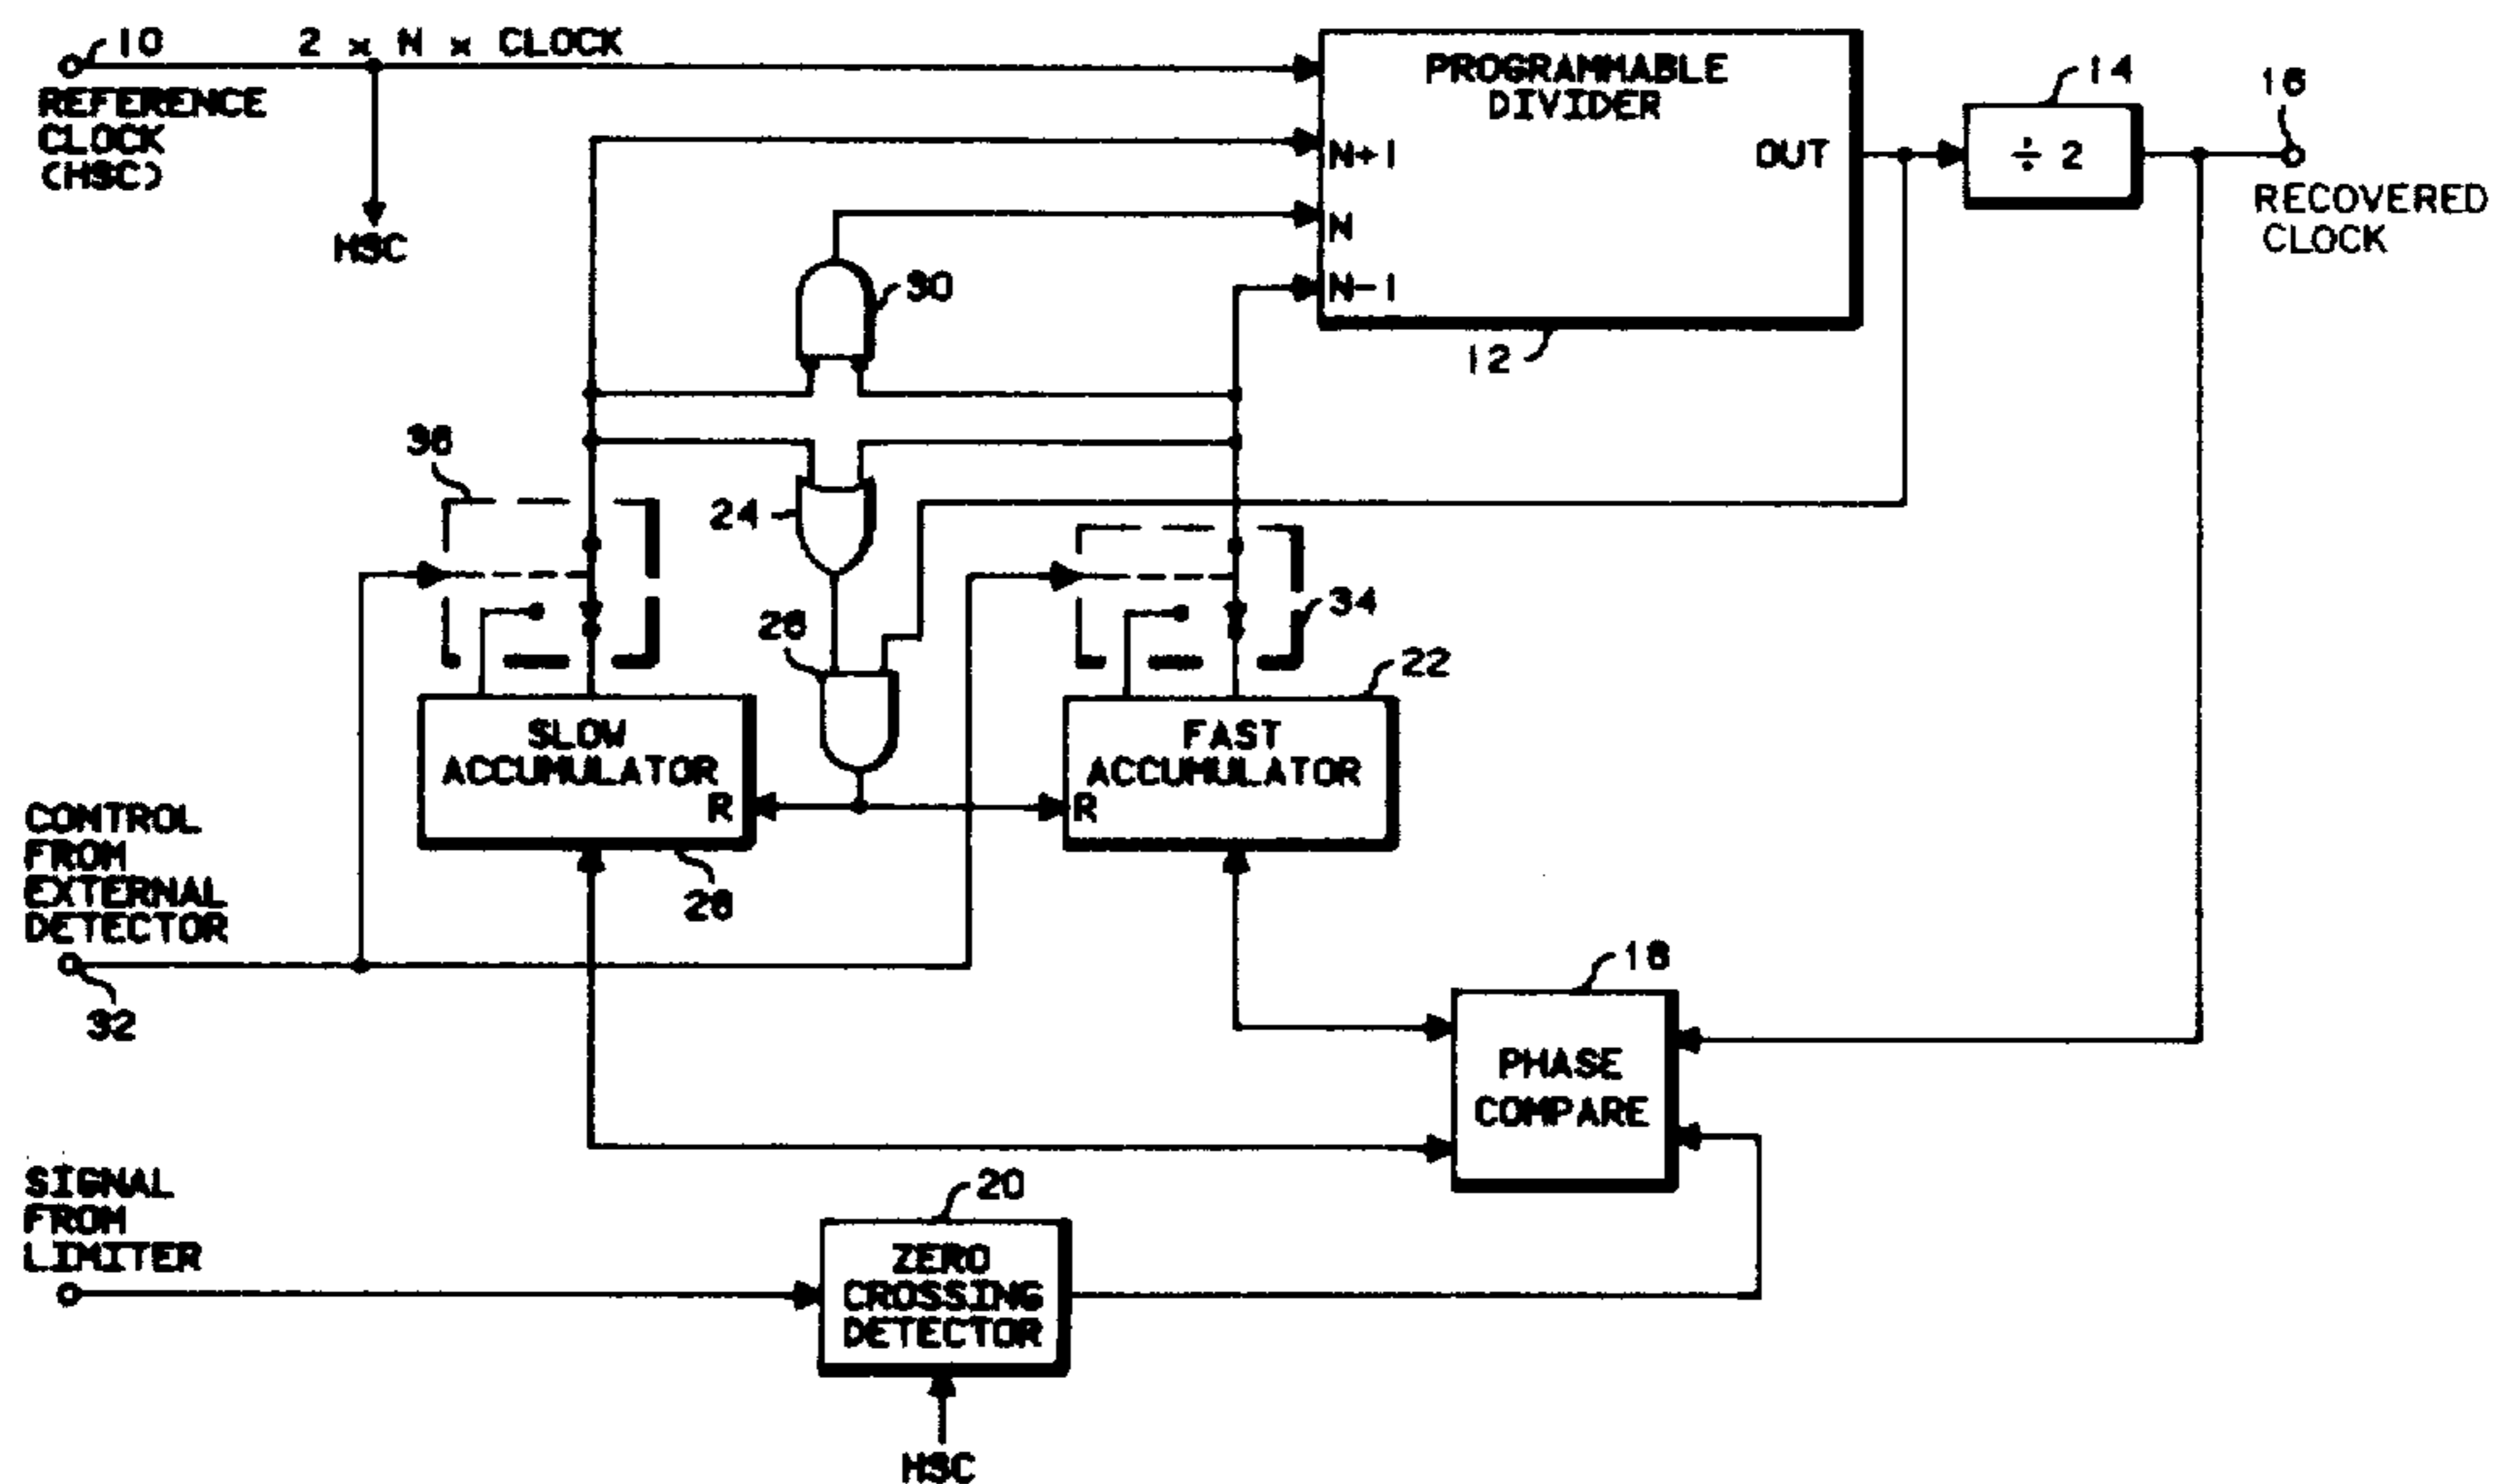 10
2 x N x CLOCK
REFERENCE
CLOCK
(HSC)
HSC
PROGRAMMABLE
DIVIDER
N+1
N
N-1
OUT
12
14
÷ 2
16
RECOVERED
CLOCK
30
36
24
26
34
22
SLOW
ACCUMULATOR
R
28
FAST
ACCUMULATOR
R
CONTROL
FROM
EXTERNAL
DETECTOR
32
18
PHASE
COMPARE
SIGNAL
FROM
LIMITER
20
ZERO
CROSSING
DETECTOR
HSC